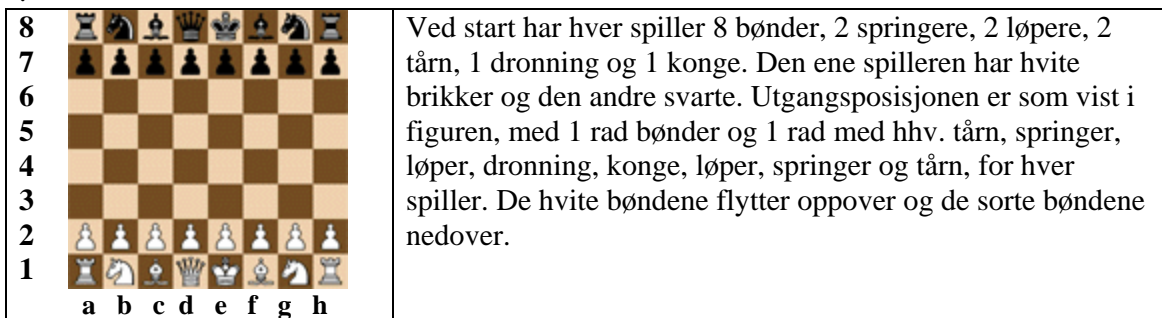 8
7
6
5
4
3
2
1
a b c d e f g h
Ved start har hver spiller 8 bønder, 2 springere, 2 løpere, 2
tårn, 1 dronning og 1 konge. Den ene spilleren har hvite
brikker og den andre svarte. Utgangsposisjonen er som vist i
figuren, med 1 rad bønder og 1 rad med hhv. tårn, springer,
løper, dronning, konge, løper, springer og tårn, for hver
spiller. De hvite bøndene flytter oppover og de sorte bøndene
nedover.